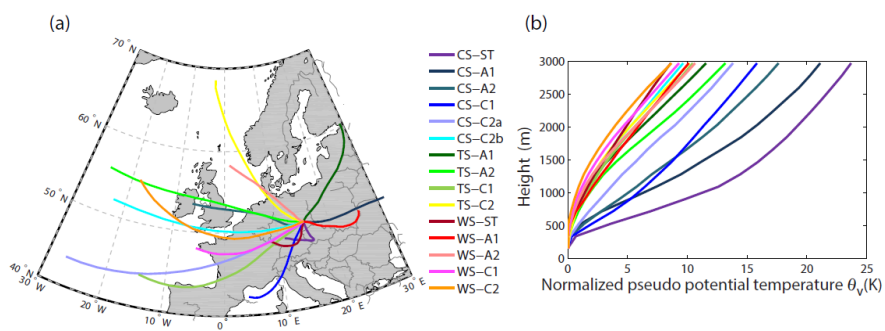 (a)
70° N
60° N
50° N
40° N
30° W
20° W
10° W
0
10° E
20° E
30° E
CS−ST
CS−A1
CS−A2
CS−C1
CS−C2a
CS−C2b
TS−A1
TS−A2
TS−C1
TS−C2
WS−ST
WS−A1
WS−A2
WS−C1
WS−C2
(b)
Height (m)
3000
2500
2000
1500
1000
500
0
0 5 10 15 20 25
Normalized pseudo potential temperature θv(K)